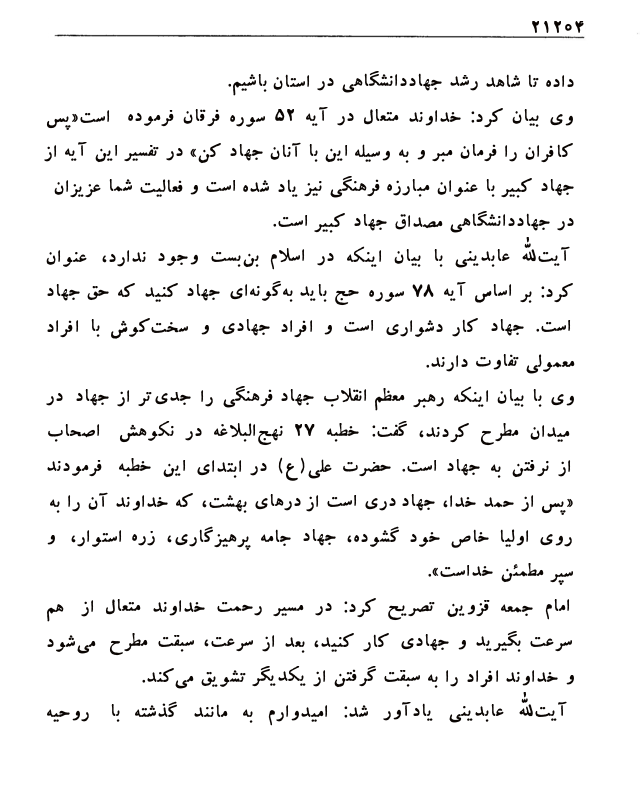 ۲۱۲۵۴
داده تا شاهد رشد جهاددانشگاهی در استان باشیم.
وی بیان کرد: خداوند متعال در آیه ۵۲ سوره فرقان فرموده است«پس
کافران را فرمان مبر و به وسیله این با آنان جهاد کن» در تفسیر این آیه از
جهاد کبیر با عنوان مبارزه فرهنگی نیز یاد شده است و فعالیت شما عزیزان
در جهاددانشگاهی مصداق جهاد کبیر است.
آیت‌الله عابدینی با بیان اینکه در اسلام بن‌بست وجود ندارد، عنوان
کرد: بر اساس آیه ۷۸ سوره حج باید به‌گونه‌ای جهاد کنید که حق جهاد
است. جهاد کار دشواری است و افراد جهادی و سخت‌کوش با افراد
معمولی تفاوت دارند.
وی با بیان اینکه رهبر معظم انقلاب جهاد فرهنگی را جدی‌تر از جهاد در
میدان مطرح کردند، گفت: خطبه ۲۷ نهج‌البلاغه در نکوهش اصحاب
از نرفتن به جهاد است. حضرت علی(ع) در ابتدای این خطبه فرمودند
«پس از حمد خدا، جهاد دری است از درهای بهشت، که خداوند آن را به
روی اولیا خاص خود گشوده، جهاد جامه پرهیزگاری، زره استوار، و
سپر مطمئن خداست».
امام جمعه قزوین تصریح کرد: در مسیر رحمت خداوند متعال از هم
سرعت بگیرید و جهادی کار کنید، بعد از سرعت، سبقت مطرح می‌شود
و خداوند افراد را به سبقت گرفتن از یکدیگر تشویق می‌کند.
آیت‌الله عابدینی یادآور شد: امیدوارم به مانند گذشته با روحیه